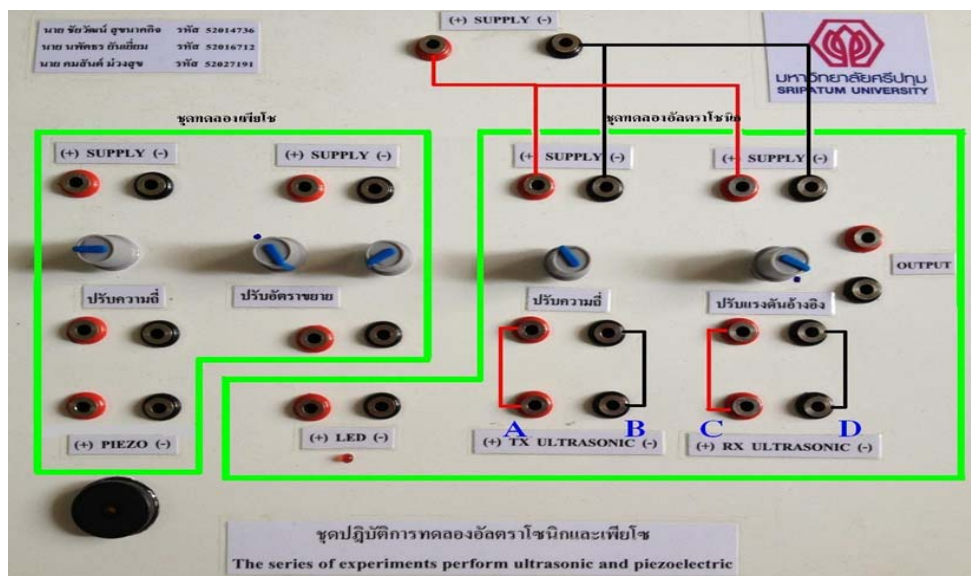 นาย ชัยวัฒน์ สุขนาคกิจ รหัส 52014736
นาย นพัตธร ยันเยี่ยม รหัส 52016712
นาย คมสันต์ ม่วงสุข รหัส 52027191
(+) SUPPLY (-)
มหาวิทยาลัยศรีปทุม
SRIPATUM UNIVERSITY
ชุดทดลองเพียโซ
ชุดทดลองอัลตราโซนิก
(+) SUPPLY (-)
(+) SUPPLY (-)
(+) SUPPLY (-)
(+) SUPPLY (-)
OUTPUT
ปรับความถี่
ปรับอัตราขยาย
ปรับความถี่
ปรับแรงดันอ้างอิง
A
B
C
D
(+) PIEZO (-)
(+) LED (-)
(+) TX ULTRASONIC (-)
(+) RX ULTRASONIC (-)
ชุดปฎิบัติการทดลองอัลตราโซนิกและเพียโซ
The series of experiments perform ultrasonic and piezoelectric